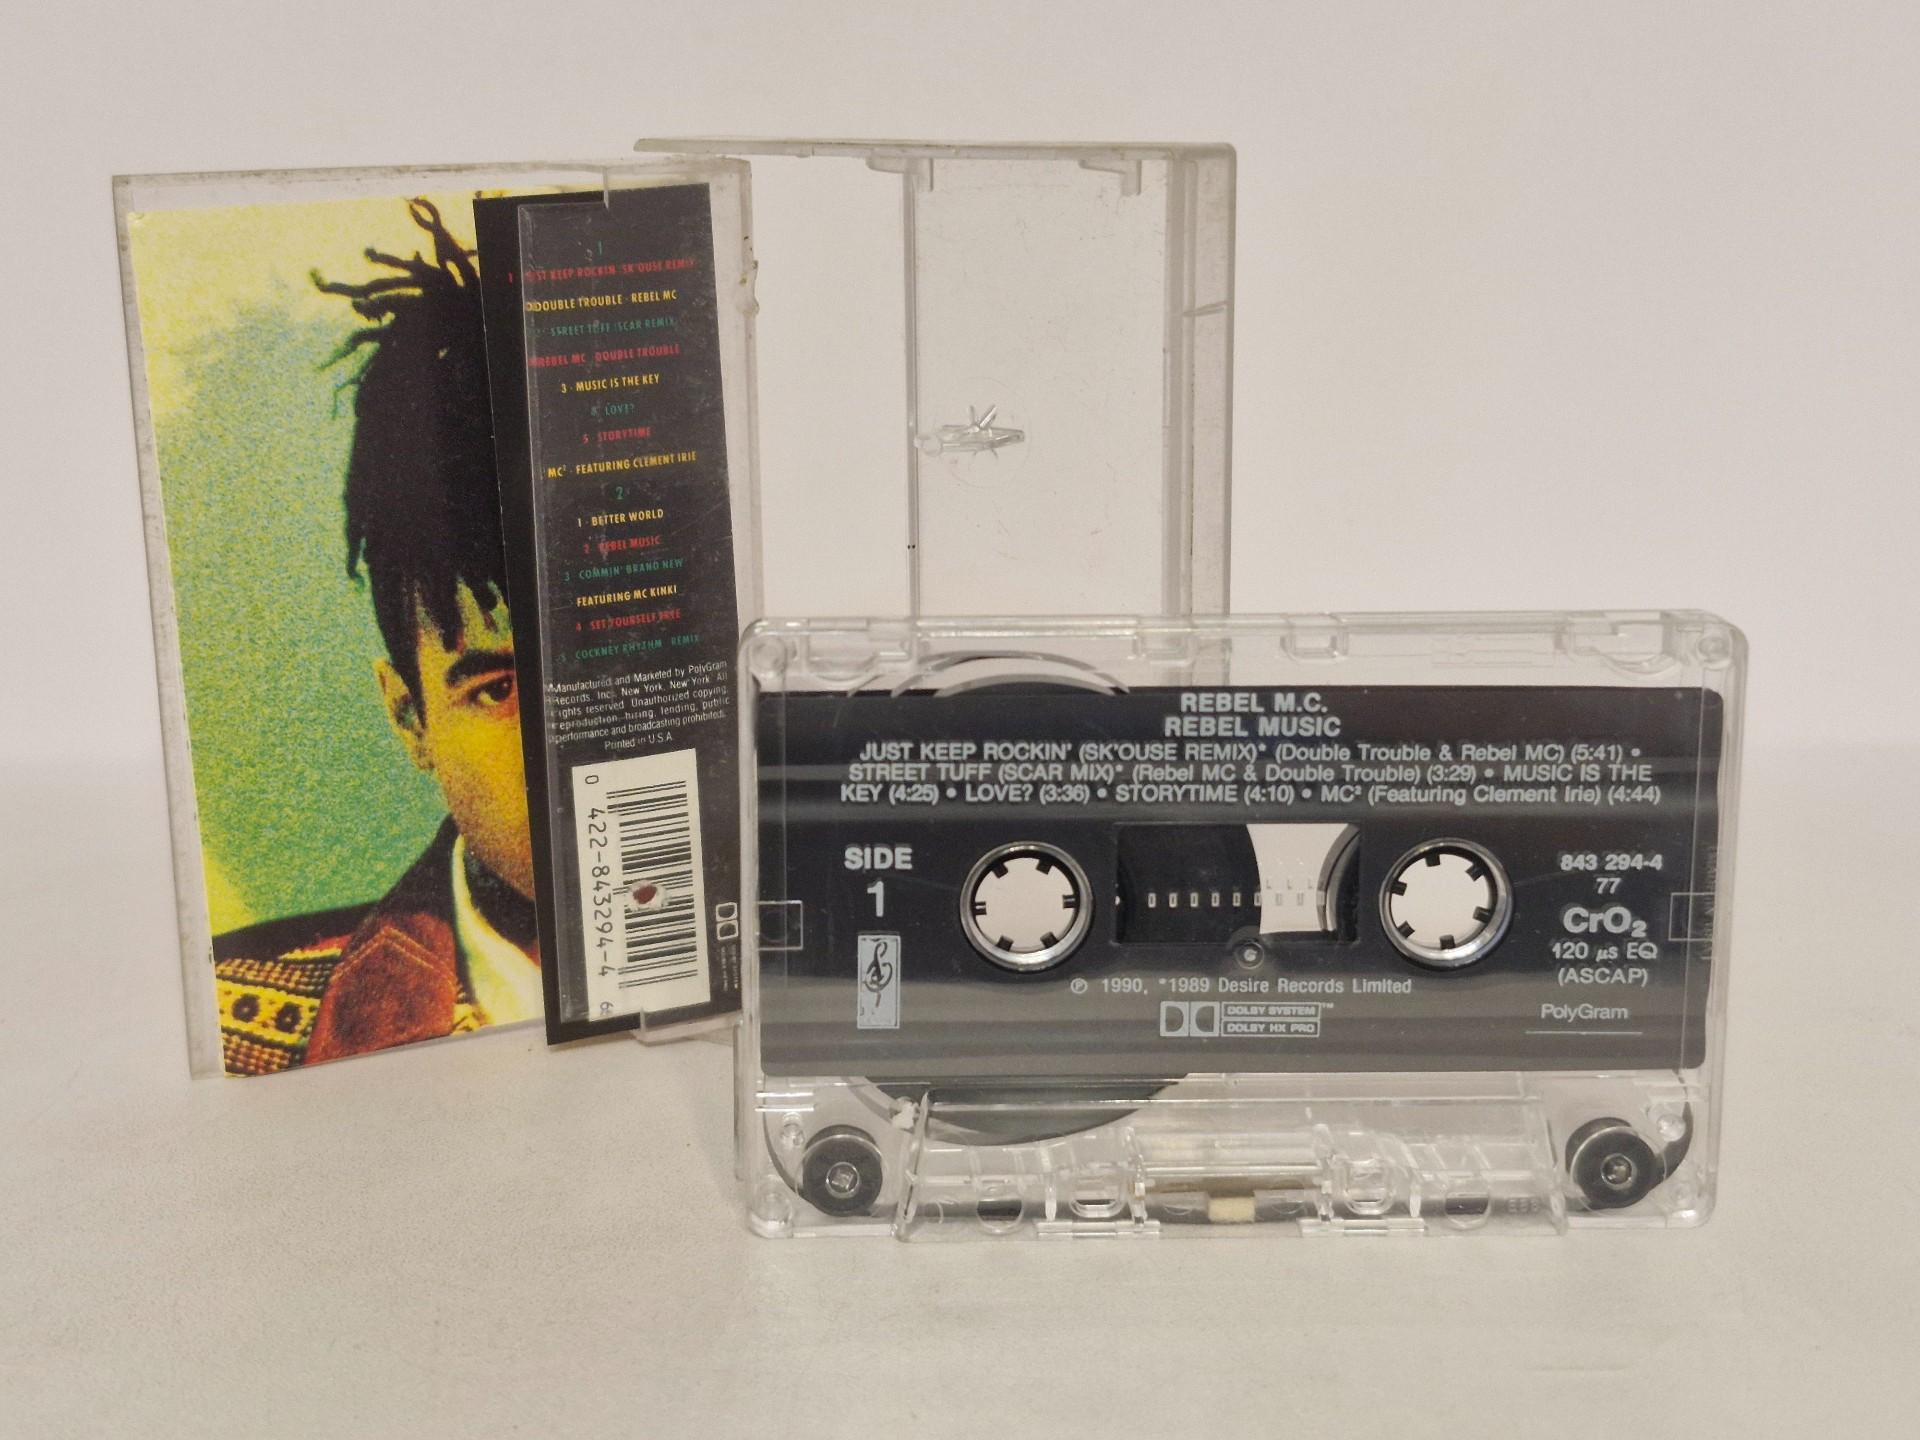 1
KEEP ROCKIN SK'OUSE REMIX
DOUBLE TROUBLE · REBEL MC
STREET TUFF SCAR REMIX
REBEL MC DOUBLE TROUBLE
3 · MUSIC IS THE KEY
LOVE?
5 STORYTIME
MC² · FEATURING CLEMENT IRIE
2
1 · BETTER WORLD
2 REBEL MUSIC
3 COMMIN' BRAND NEW
FEATURING MC KINKI
4 SET YOURSELF FREE
5 COCKNEY RHYTHM REMIX
Manufactured and Marketed by PolyGram
Records, Inc., New York, New York. All
rights reserved. Unauthorized copying,
reproduction, hiring, lending, public
performance and broadcasting prohibited.
Printed in U.S.A.
0 422-843294-4
REBEL M.C.
REBEL MUSIC
JUST KEEP ROCKIN' (SK'OUSE REMIX)* (Double Trouble & Rebel MC) (5:41) •
STREET TUFF (SCAR MIX)* (Rebel MC & Double Trouble) (3:29) • MUSIC IS THE
KEY (4:25) • LOVE? (3:36) • STORYTIME (4:10) • MC² (Featuring Clement Irie) (4:44)
SIDE
1
843 294-4
77
CrO₂
120 µs EQ
(ASCAP)
PolyGram
℗ 1990, *1989 Desire Records Limited
DOLBY SYSTEM™
DOLBY HX PRO